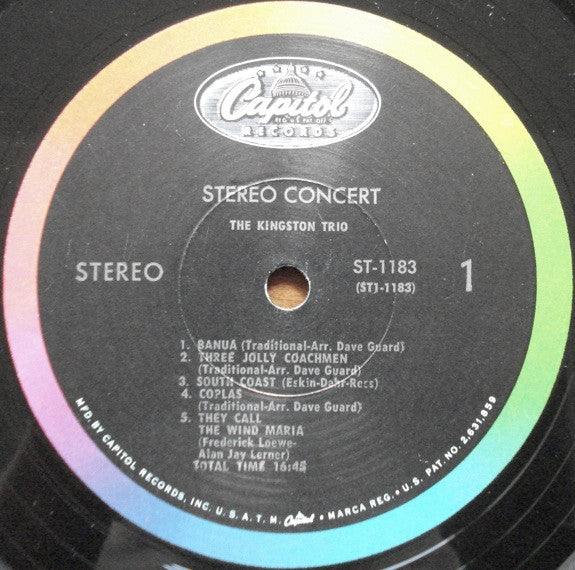 Capitol
REG. U.S. PAT. OFF.
RECORDS
STEREO CONCERT
THE KINGSTON TRIO
STEREO
ST-1183
(ST1-1183)
1
1. BANUA (Traditional-Arr. Dave Guard)
2. THREE JOLLY COACHMEN
(Traditional-Arr. Dave Guard)
3. SOUTH COAST (Eskin-Dehr-Ross)
4. COPLAS
(Traditional-Arr. Dave Guard)
5. THEY CALL
THE WIND MARIA
(Frederick Loewe-
Alan Jay Lerner)
TOTAL TIME 16:48
MFD. BY CAPITOL RECORDS, INC. U.S.A. T.M. Capitol • MARCA REG. • U.S. PAT. NO. 2,631,859